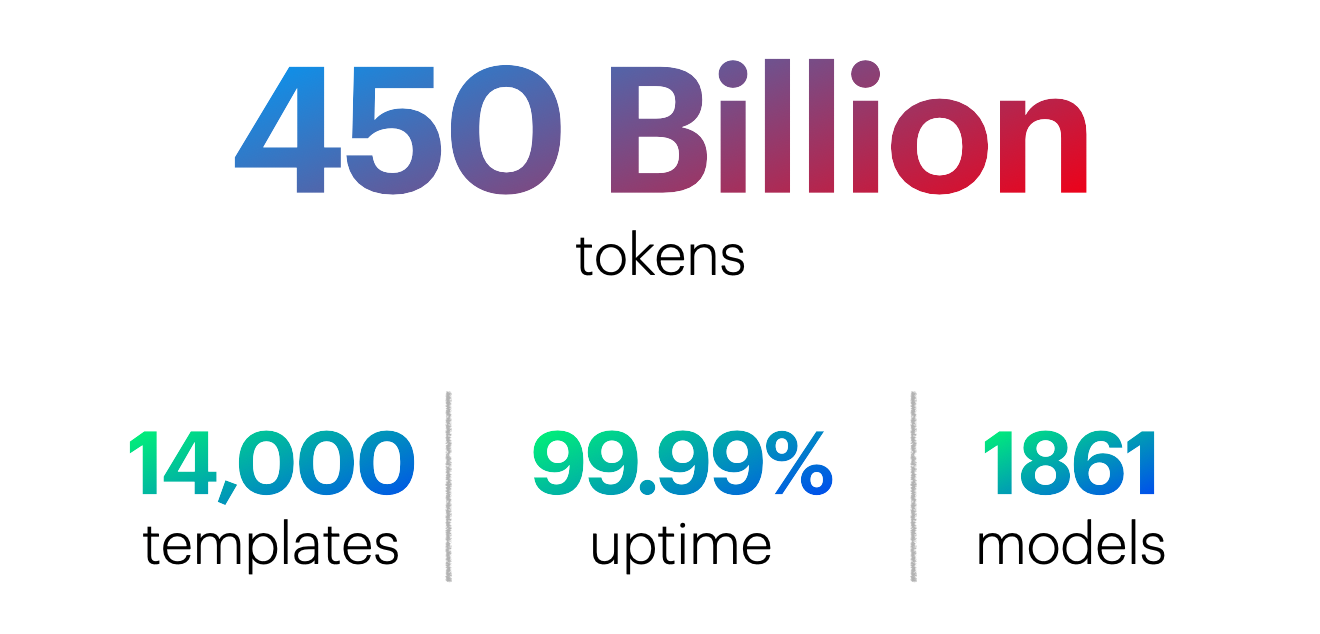 450 Billion
tokens
14,000
templates
99.99%
uptime
1861
models